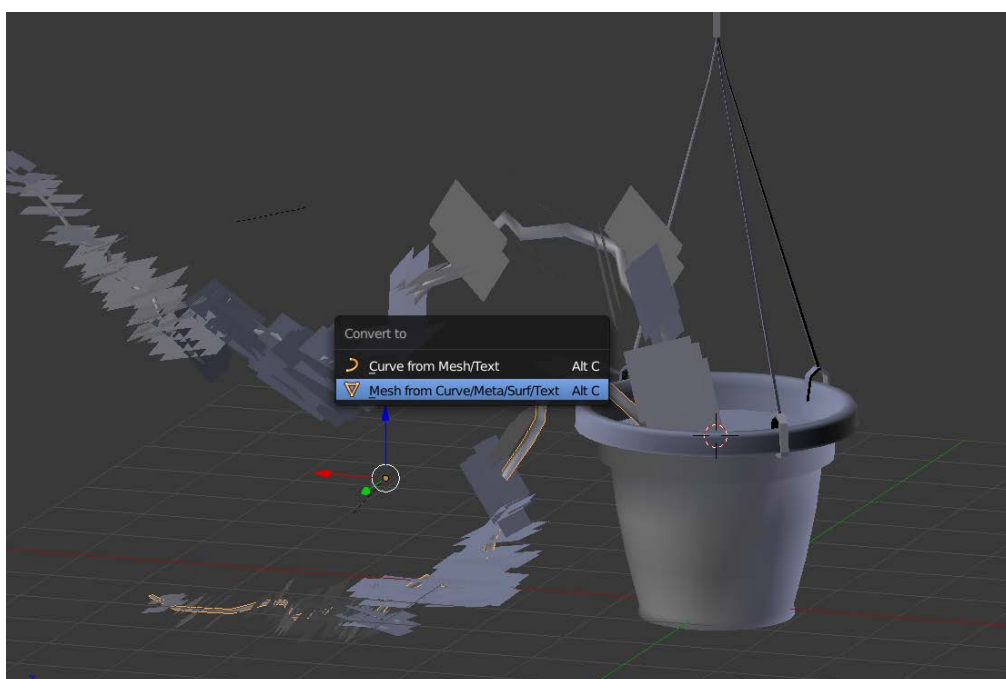 Convert to
Curve from Mesh/Text Alt C
Mesh from Curve/Meta/Surf/Text Alt C